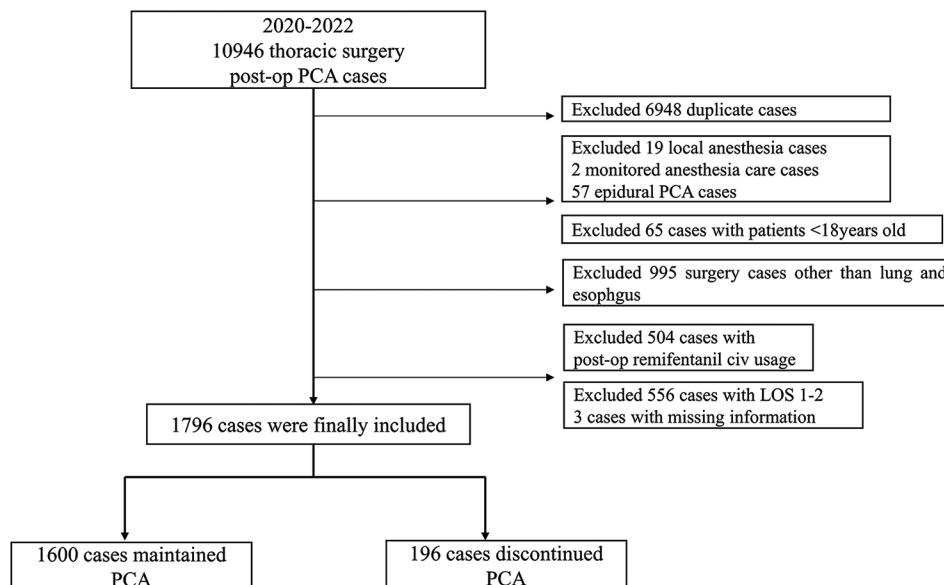 2020-2022
10946 thoracic surgery
post-op PCA cases
Excluded 6948 duplicate cases
Excluded 19 local anesthesia cases
2 monitored anesthesia care cases
57 epidural PCA cases
Excluded 65 cases with patients <18years old
Excluded 995 surgery cases other than lung and
esophgus
Excluded 504 cases with
post-op remifentanil civ usage
Excluded 556 cases with LOS 1-2
3 cases with missing information
1796 cases were finally included
1600 cases maintained
PCA
196 cases discontinued
PCA